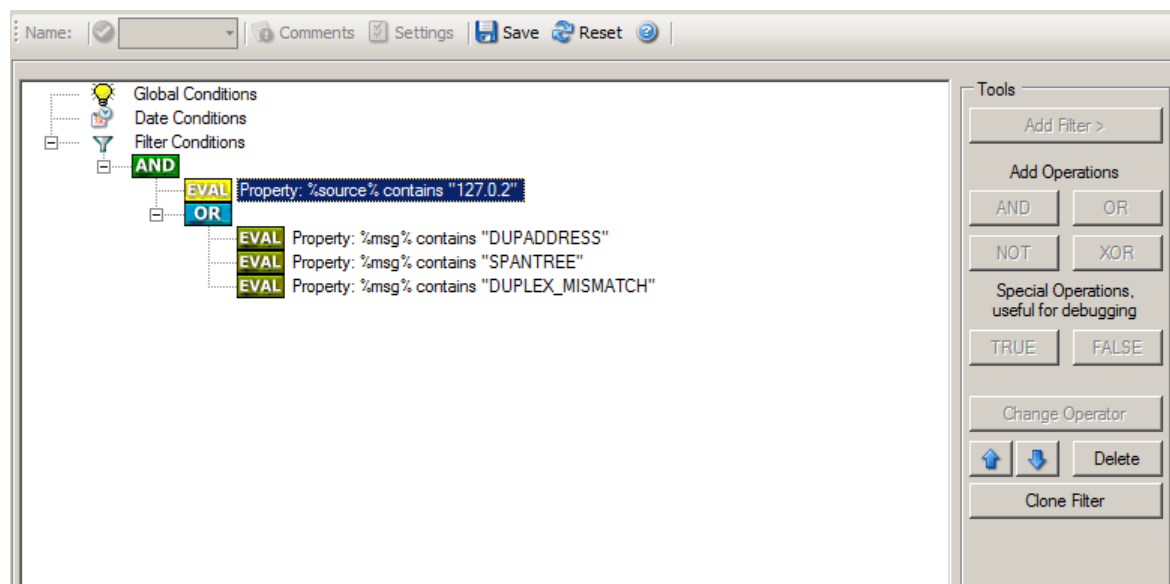 Name: Comments Settings Save Reset
Global Conditions
Date Conditions
Filter Conditions
AND
EVAL Property: %source% contains "127.0.2"
OR
EVAL Property: %msg% contains "DUPADDRESS"
EVAL Property: %msg% contains "SPANTREE"
EVAL Property: %msg% contains "DUPLEX_MISMATCH"
Tools
Add Filter >
Add Operations
AND OR
NOT XOR
Special Operations,
useful for debugging
TRUE FALSE
Change Operator
Delete
Clone Filter